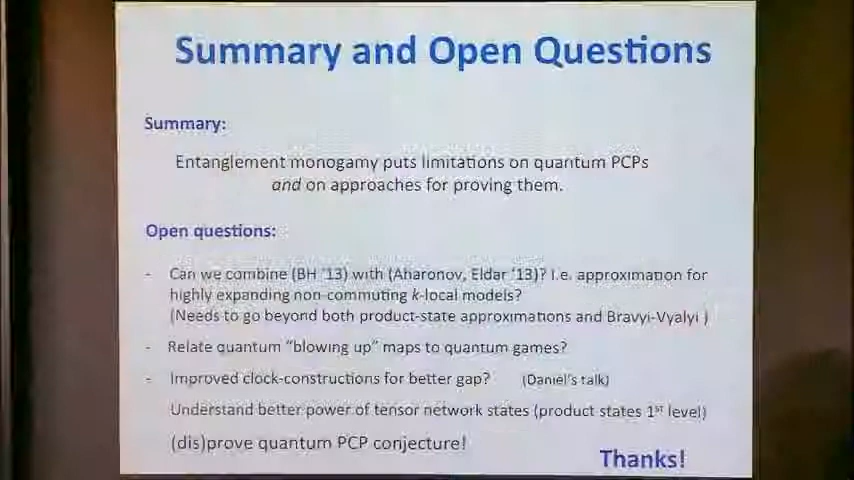 Summary and Open Questions
Summary:
Entanglement monogamy puts limitations on quantum PCPs
and on approaches for proving them.
Open questions:
- Can we combine (BH '13) with (Aharonov, Eldar '13)? I.e. approximation for
highly expanding non-commuting k-local models?
(Needs to go beyond both product-state approximations and Bravyi-Vyalyi )
- Relate quantum "blowing up" maps to quantum games?
- Improved clock-constructions for better gap? (Daniel's talk)
Understand better power of tensor network states (product states 1st level)
(dis)prove quantum PCP conjecture!
Thanks!